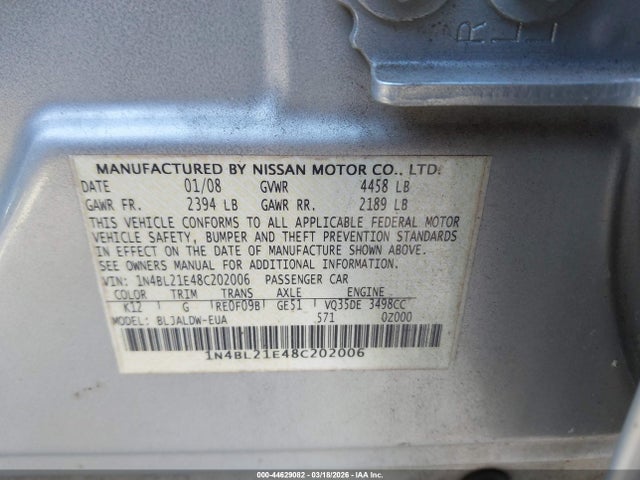 R
MANUFACTURED BY NISSAN MOTOR CO., LTD.
DATE 01/08 GVWR 4458 LB
GAWR FR. 2394 LB GAWR RR. 2189 LB
THIS VEHICLE CONFORMS TO ALL APPLICABLE FEDERAL MOTOR
VEHICLE SAFETY, BUMPER AND THEFT PREVENTION STANDARDS
IN EFFECT ON THE DATE OF MANUFACTURE SHOWN ABOVE.
SEE OWNERS MANUAL FOR ADDITIONAL INFORMATION.
VIN: 1N4BL21E48C202006 PASSENGER CAR
COLOR TRIM TRANS AXLE ENGINE
K12 G RE0F09B GE51 VQ35DE 3498CC
MODEL: BLJALDW-EUA 571 0Z000
1N4BL21E48C202006
000-44629082 - 03/18/2026 - IAA, Inc.